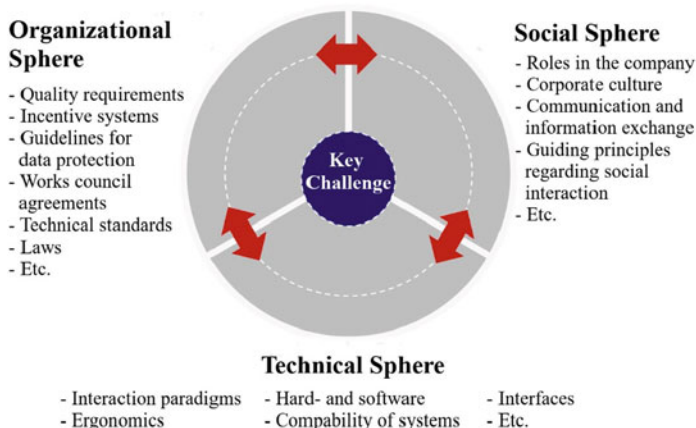 Organizational
Sphere
- Quality requirements
- Incentive systems
- Guidelines for
data protection
- Works council
agreements
- Technical standards
- Laws
- Etc.
Key
Challenge
Social Sphere
- Roles in the company
- Corporate culture
- Communication and
information exchange
- Guiding principles
regarding social
interaction
- Etc.
Technical Sphere
- Interaction paradigms
- Ergonomics
- Hard- and software
- Compability of systems
- Interfaces
- Etc.